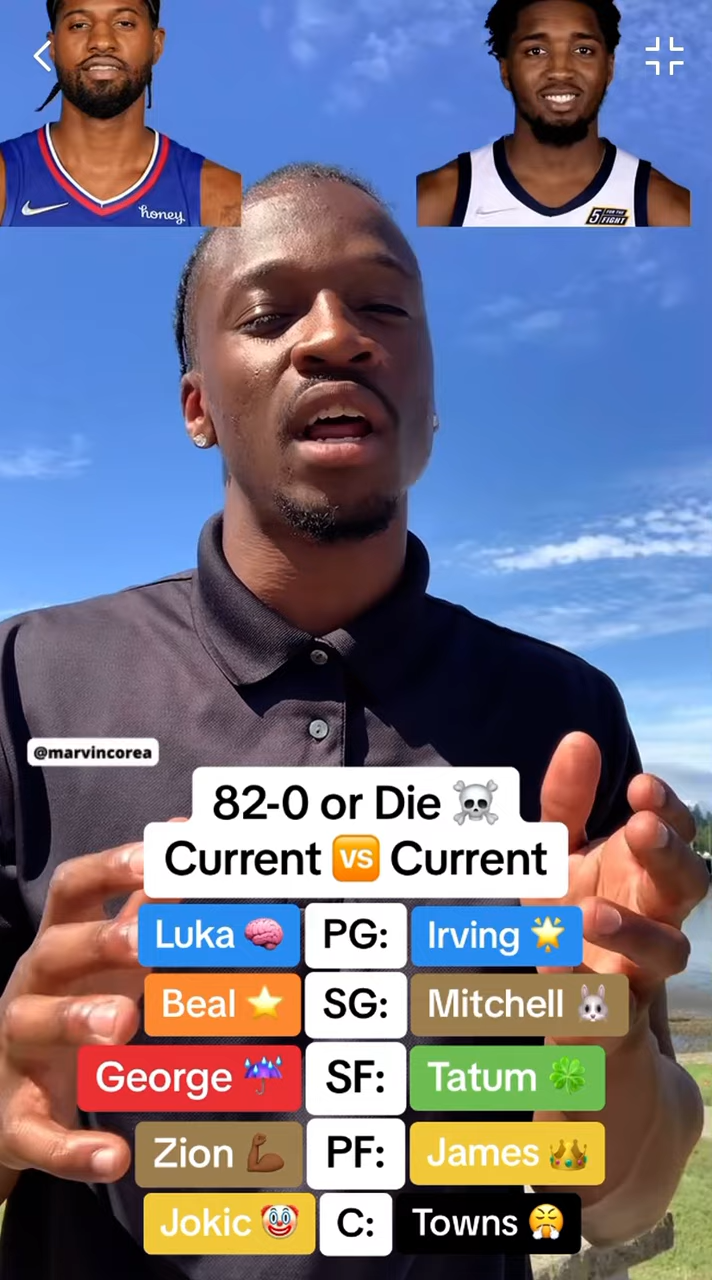 honey
5 FOR THE FIGHT
@marvincorea
82-0 or Die ☠️
Current 🆚 Current
Luka 🧠 PG: Irving 🌟
Beal ⭐ SG: Mitchell 🐰
George ☔ SF: Tatum 🍀
Zion 💪🏾 PF: James 👑
Jokic 🤡 C: Towns 😤